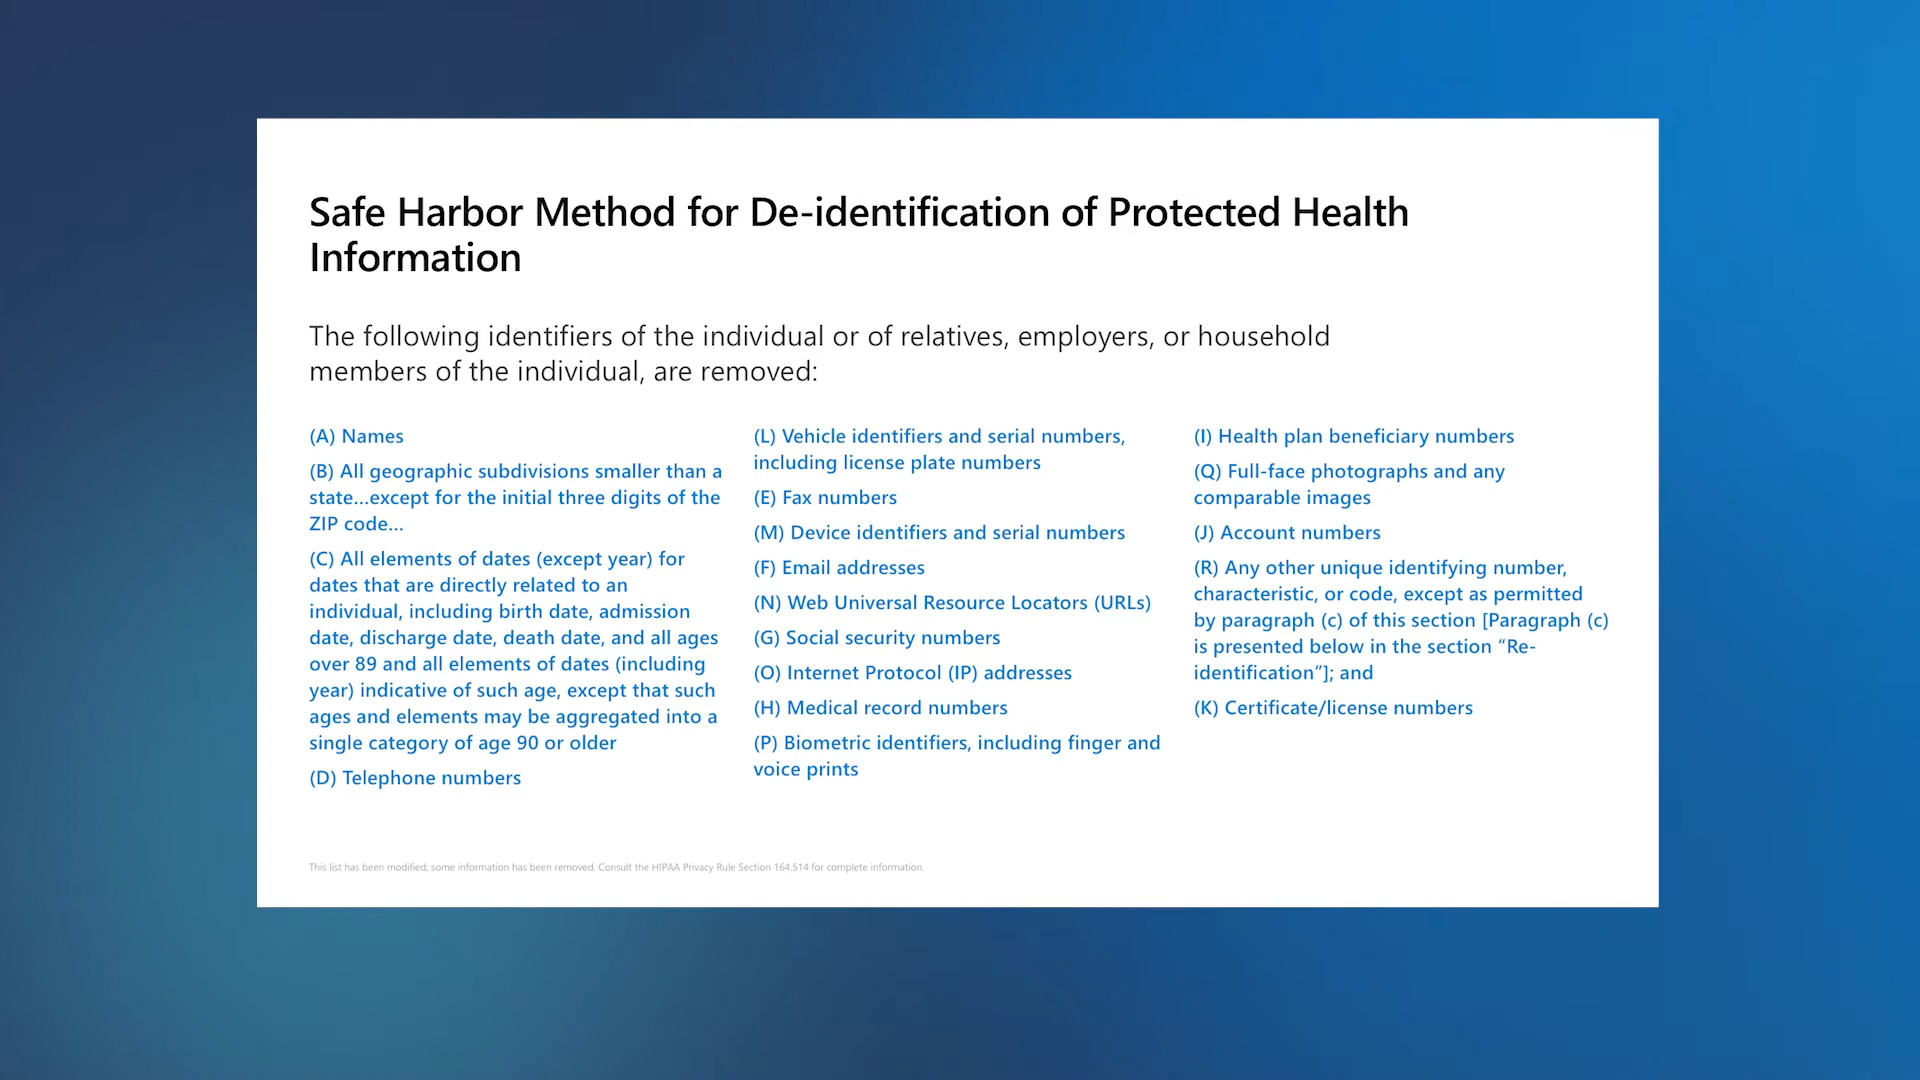 Safe Harbor Method for De-identification of Protected Health
Information
The following identifiers of the individual or of relatives, employers, or household
members of the individual, are removed:
(A) Names
(B) All geographic subdivisions smaller than a
state...except for the initial three digits of the
ZIP code...
(C) All elements of dates (except year) for
dates that are directly related to an
individual, including birth date, admission
date, discharge date, death date, and all ages
over 89 and all elements of dates (including
year) indicative of such age, except that such
ages and elements may be aggregated into a
single category of age 90 or older
(D) Telephone numbers
(L) Vehicle identifiers and serial numbers,
including license plate numbers
(E) Fax numbers
(M) Device identifiers and serial numbers
(F) Email addresses
(N) Web Universal Resource Locators (URLs)
(G) Social security numbers
(O) Internet Protocol (IP) addresses
(H) Medical record numbers
(P) Biometric identifiers, including finger and
voice prints
(I) Health plan beneficiary numbers
(Q) Full-face photographs and any
comparable images
(J) Account numbers
(R) Any other unique identifying number,
characteristic, or code, except as permitted
by paragraph (c) of this section [Paragraph (c)
is presented below in the section “Re-
identification”]; and
(K) Certificate/license numbers
This list has been modified; some information has been removed. Consult the HIPAA Privacy Rule Section 164.514 for complete information.